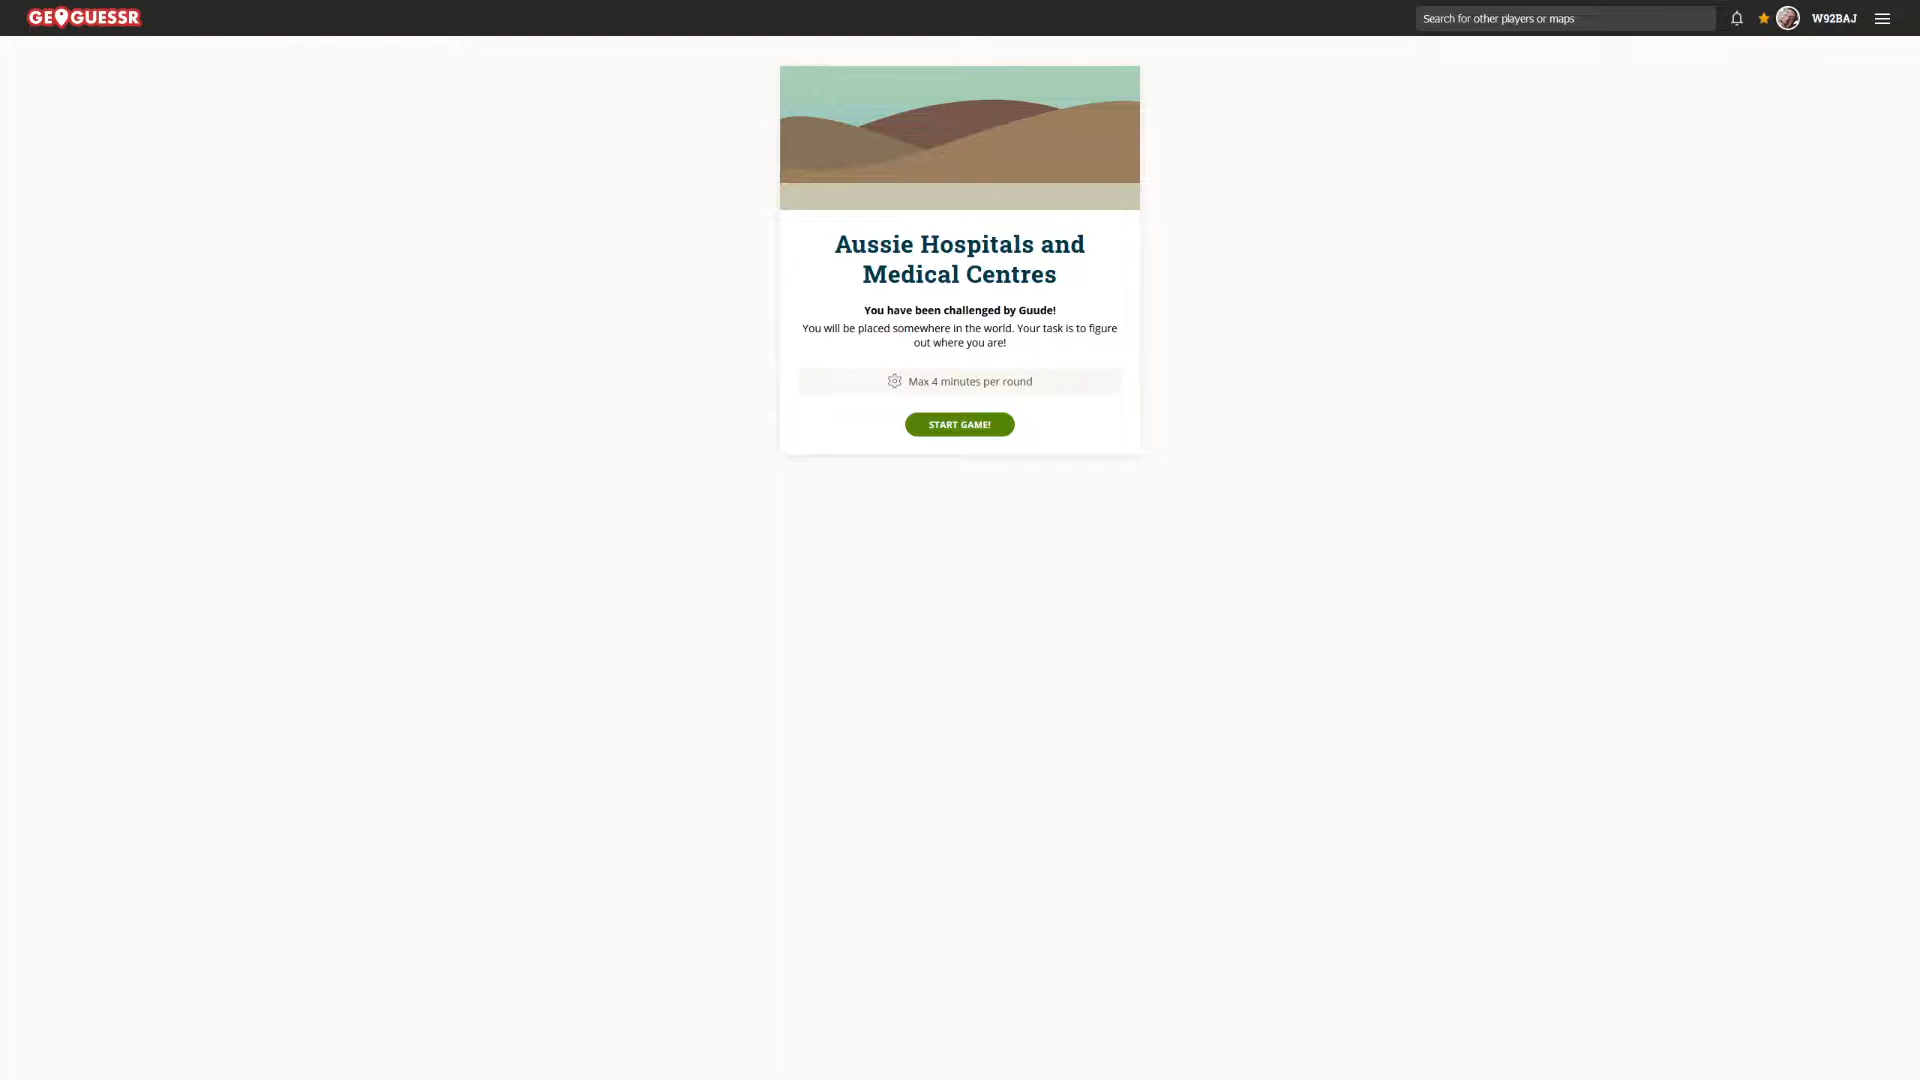 GEOGUESSR
Search for other players or maps
W92BAJ
Aussie Hospitals and
Medical Centres
You have been challenged by Guude!
You will be placed somewhere in the world. Your task is to figure
out where you are!
Max 4 minutes per round
START GAME!